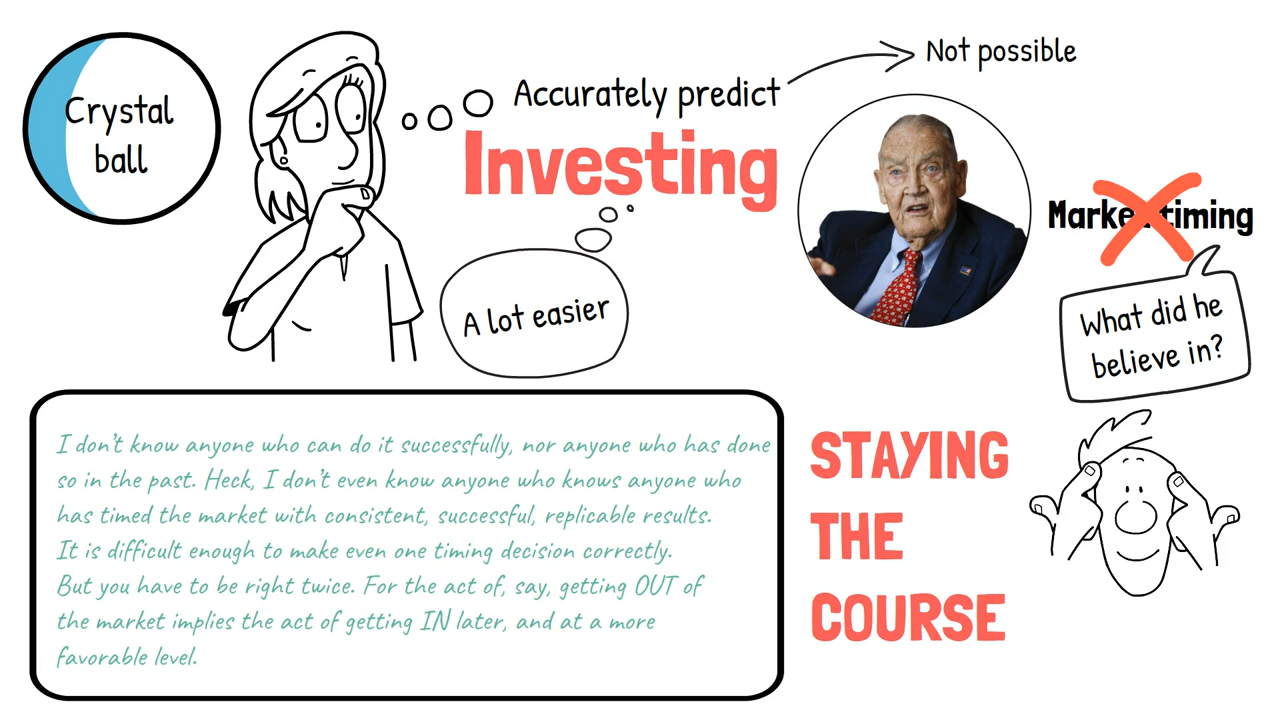 Crystal
ball
Accurately predict
Not possible
Investing
A lot easier
Market timing
What did he
believe in?
I don't know anyone who can do it successfully, nor anyone who has done
so in the past. Heck, I don't even know anyone who knows anyone who
has timed the market with consistent, successful, replicable results.
It is difficult enough to make even one timing decision correctly.
But you have to be right twice. For the act of, say, getting OUT of
the market implies the act of getting IN later, and at a more
favorable level.
STAYING
THE
COURSE